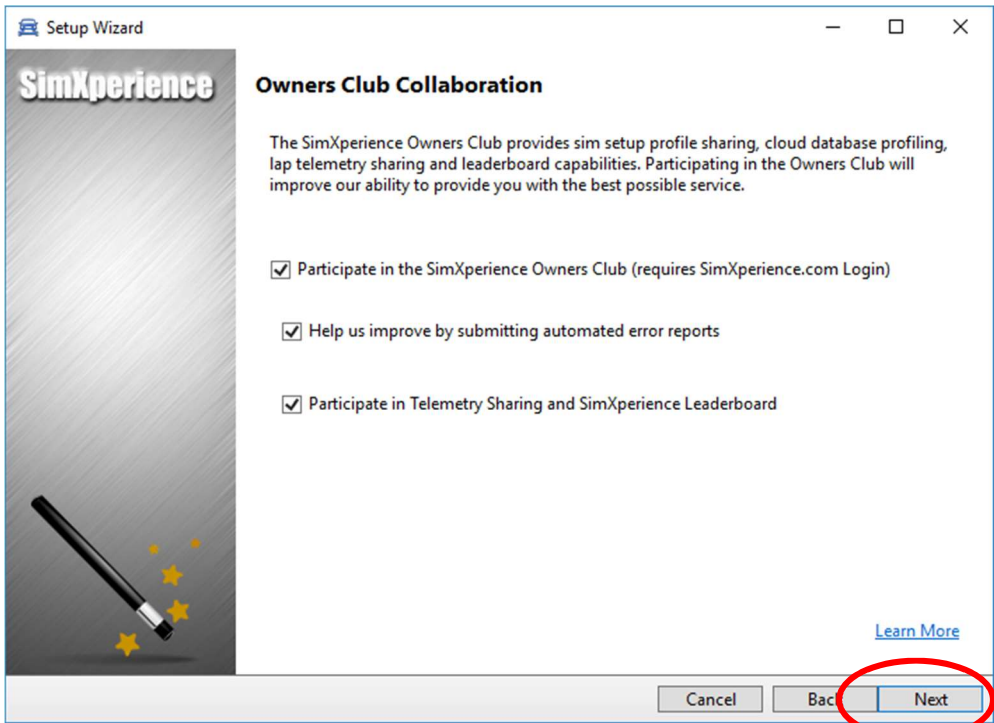 Setup Wizard
SimXperience
Owners Club Collaboration
The SimXperience Owners Club provides sim setup profile sharing, cloud database profiling,
lap telemetry sharing and leaderboard capabilities. Participating in the Owners Club will
improve our ability to provide you with the best possible service.
Participate in the SimXperience Owners Club (requires SimXperience.com Login)
Help us improve by submitting automated error reports
Participate in Telemetry Sharing and SimXperience Leaderboard
Learn More
Cancel Back Next